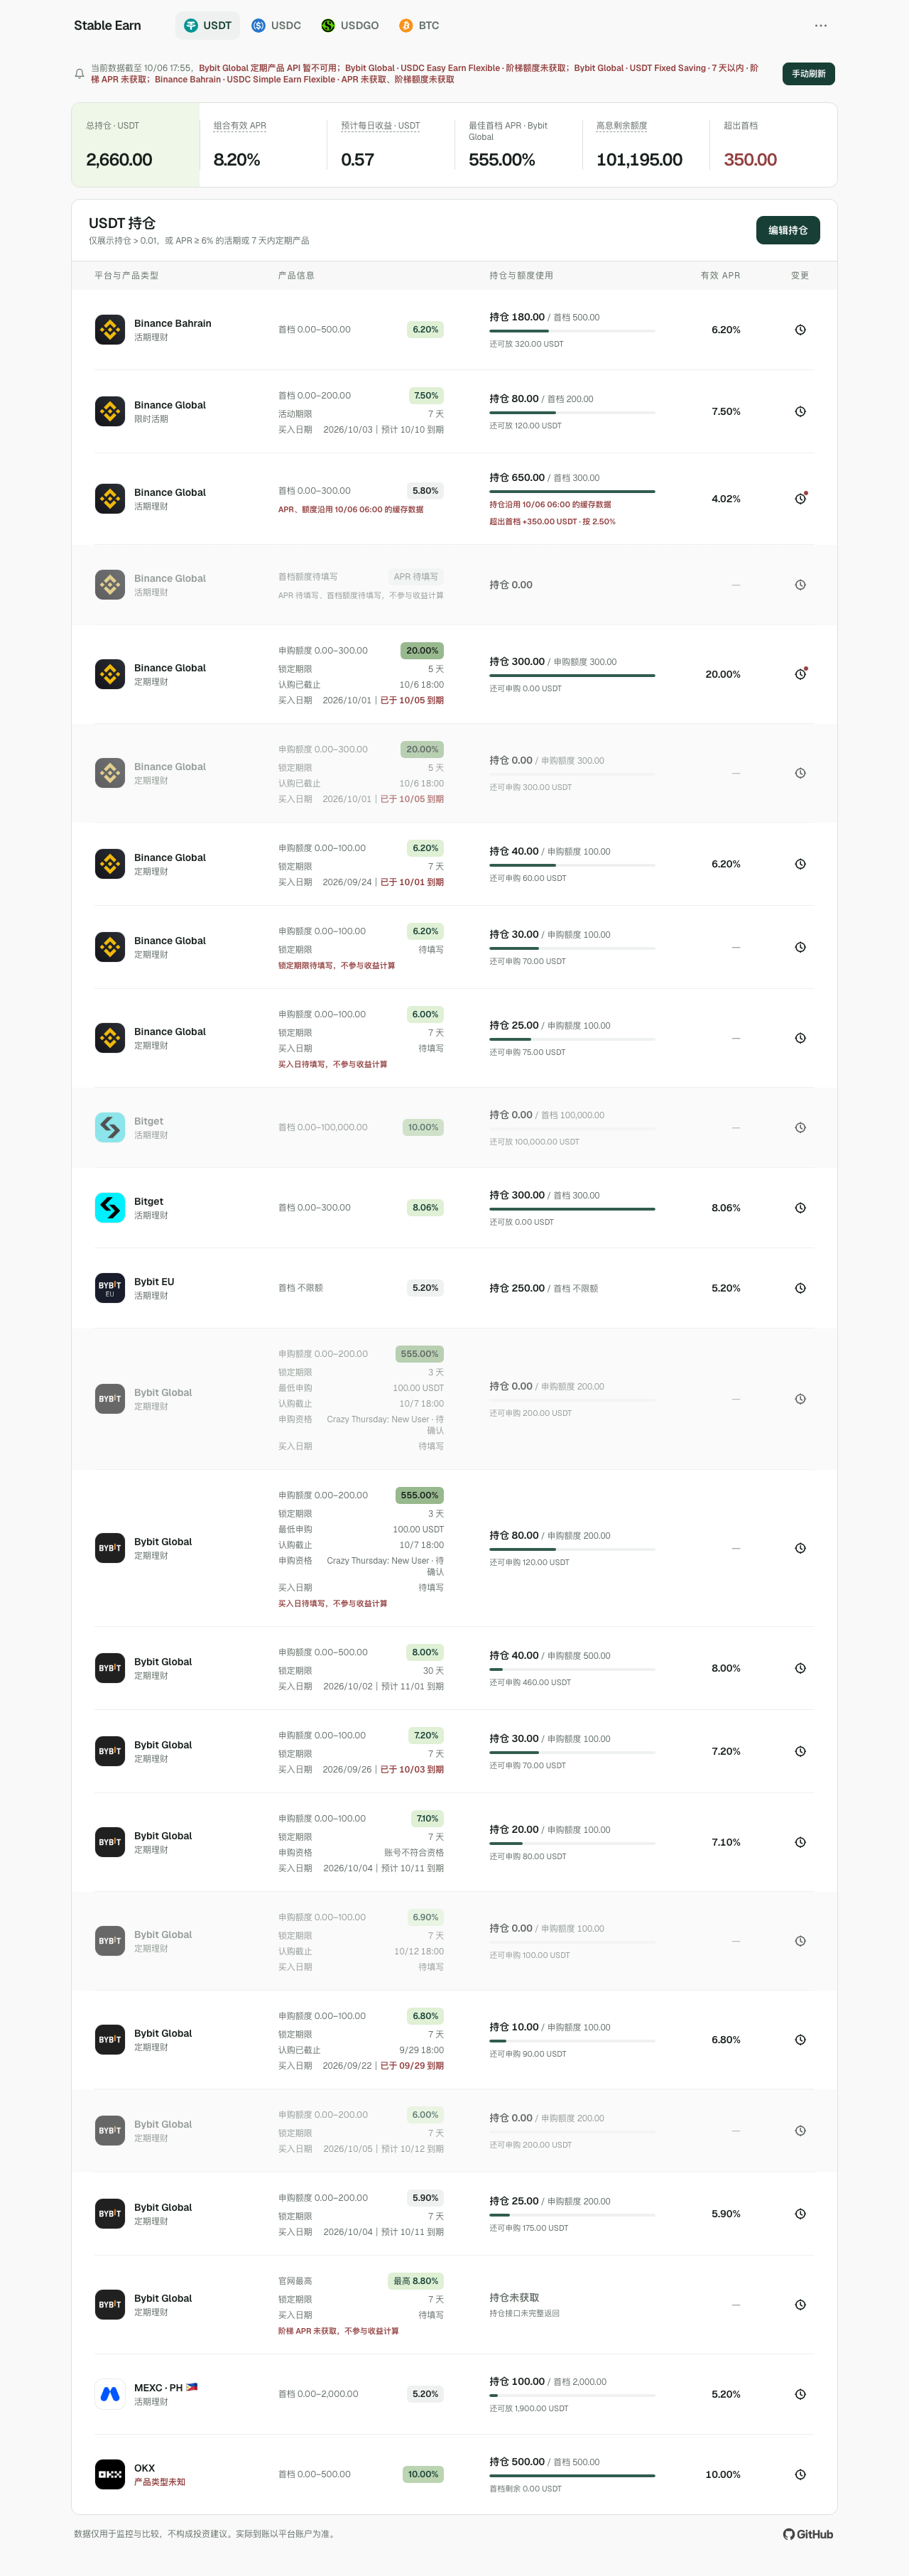 Stable Earn
USDT
USDC
USDGO
BTC
当前数据截至 10/06 17:55，Bybit Global 定期产品 API 暂不可用；Bybit Global · USDC Easy Earn Flexible · 阶梯额度未获取；Bybit Global · USDT Fixed Saving · 7 天以内 · 阶
梯 APR 未获取；Binance Bahrain · USDC Simple Earn Flexible · APR 未获取、阶梯额度未获取
手动刷新
总持仓 · USDT
2,660.00
组合有效 APR
8.20%
预计每日收益 · USDT
0.57
最佳首档 APR · Bybit
Global
555.00%
高息剩余额度
101,195.00
超出首档
350.00
USDT 持仓
仅展示持仓 > 0.01，或 APR ≥ 6% 的活期或 7 天内定期产品
编辑持仓
平台与产品类型
产品信息
持仓与额度使用
有效 APR
变更
Binance Bahrain
活期理财
首档 0.00–500.00
6.20%
持仓 180.00 / 首档 500.00
还可放 320.00 USDT
6.20%
Binance Global
限时活期
首档 0.00–200.00
7.50%
活动期限
7 天
买入日期
2026/10/03 | 预计 10/10 到期
持仓 80.00 / 首档 200.00
还可放 120.00 USDT
7.50%
Binance Global
活期理财
首档 0.00–300.00
5.80%
APR、额度沿用 10/06 06:00 的缓存数据
持仓 650.00 / 首档 300.00
持仓沿用 10/06 06:00 的缓存数据
超出首档 +350.00 USDT · 按 2.50%
4.02%
Binance Global
活期理财
首档额度待填写
APR 待填写
APR 待填写、首档额度待填写，不参与收益计算
持仓 0.00
—
Binance Global
定期理财
申购额度 0.00–300.00
20.00%
锁定期限
5 天
认购已截止
10/6 18:00
买入日期
2026/10/01 | 已于 10/05 到期
持仓 300.00 / 申购额度 300.00
还可申购 0.00 USDT
20.00%
Binance Global
定期理财
申购额度 0.00–300.00
20.00%
锁定期限
5 天
认购已截止
10/6 18:00
买入日期
2026/10/01 | 已于 10/05 到期
持仓 0.00 / 申购额度 300.00
还可申购 300.00 USDT
—
Binance Global
定期理财
申购额度 0.00–100.00
6.20%
锁定期限
7 天
买入日期
2026/09/24 | 已于 10/01 到期
持仓 40.00 / 申购额度 100.00
还可申购 60.00 USDT
6.20%
Binance Global
定期理财
申购额度 0.00–100.00
6.20%
锁定期限
待填写
锁定期限待填写，不参与收益计算
持仓 30.00 / 申购额度 100.00
还可申购 70.00 USDT
—
Binance Global
定期理财
申购额度 0.00–100.00
6.00%
锁定期限
7 天
买入日期
待填写
买入日待填写，不参与收益计算
持仓 25.00 / 申购额度 100.00
还可申购 75.00 USDT
—
Bitget
活期理财
首档 0.00–100,000.00
10.00%
持仓 0.00 / 首档 100,000.00
还可放 100,000.00 USDT
—
Bitget
活期理财
首档 0.00–300.00
8.06%
持仓 300.00 / 首档 300.00
还可放 0.00 USDT
8.06%
BYBIT
EU
Bybit EU
活期理财
首档 不限额
5.20%
持仓 250.00 / 首档 不限额
5.20%
BYBIT
Bybit Global
定期理财
申购额度 0.00–200.00
555.00%
锁定期限
3 天
最低申购
100.00 USDT
认购截止
10/7 18:00
申购资格
Crazy Thursday: New User · 待
确认
买入日期
待填写
持仓 0.00 / 申购额度 200.00
还可申购 200.00 USDT
—
BYBIT
Bybit Global
定期理财
申购额度 0.00–200.00
555.00%
锁定期限
3 天
最低申购
100.00 USDT
认购截止
10/7 18:00
申购资格
Crazy Thursday: New User · 待
确认
买入日期
待填写
买入日待填写，不参与收益计算
持仓 80.00 / 申购额度 200.00
还可申购 120.00 USDT
—
BYBIT
Bybit Global
定期理财
申购额度 0.00–500.00
8.00%
锁定期限
30 天
买入日期
2026/10/02 | 预计 11/01 到期
持仓 40.00 / 申购额度 500.00
还可申购 460.00 USDT
8.00%
BYBIT
Bybit Global
定期理财
申购额度 0.00–100.00
7.20%
锁定期限
7 天
买入日期
2026/09/26 | 已于 10/03 到期
持仓 30.00 / 申购额度 100.00
还可申购 70.00 USDT
7.20%
BYBIT
Bybit Global
定期理财
申购额度 0.00–100.00
7.10%
锁定期限
7 天
申购资格
账号不符合资格
买入日期
2026/10/04 | 预计 10/11 到期
持仓 20.00 / 申购额度 100.00
还可申购 80.00 USDT
7.10%
BYBIT
Bybit Global
定期理财
申购额度 0.00–100.00
6.90%
锁定期限
7 天
认购截止
10/12 18:00
买入日期
待填写
持仓 0.00 / 申购额度 100.00
还可申购 100.00 USDT
—
BYBIT
Bybit Global
定期理财
申购额度 0.00–100.00
6.80%
锁定期限
7 天
认购已截止
9/29 18:00
买入日期
2026/09/22 | 已于 09/29 到期
持仓 10.00 / 申购额度 100.00
还可申购 90.00 USDT
6.80%
BYBIT
Bybit Global
定期理财
申购额度 0.00–200.00
6.00%
锁定期限
7 天
买入日期
2026/10/05 | 预计 10/12 到期
持仓 0.00 / 申购额度 200.00
还可申购 200.00 USDT
—
BYBIT
Bybit Global
定期理财
申购额度 0.00–200.00
5.90%
锁定期限
7 天
买入日期
2026/10/04 | 预计 10/11 到期
持仓 25.00 / 申购额度 200.00
还可申购 175.00 USDT
5.90%
BYBIT
Bybit Global
定期理财
官网最高
最高 8.80%
锁定期限
7 天
买入日期
待填写
阶梯 APR 未获取，不参与收益计算
持仓未获取
持仓接口未完整返回
—
MEXC · PH
活期理财
首档 0.00–2,000.00
5.20%
持仓 100.00 / 首档 2,000.00
还可放 1,900.00 USDT
5.20%
OKX
OKX
产品类型未知
首档 0.00–500.00
10.00%
持仓 500.00 / 首档 500.00
首档剩余 0.00 USDT
10.00%
数据仅用于监控与比较，不构成投资建议。实际到账以平台账户为准。
GitHub